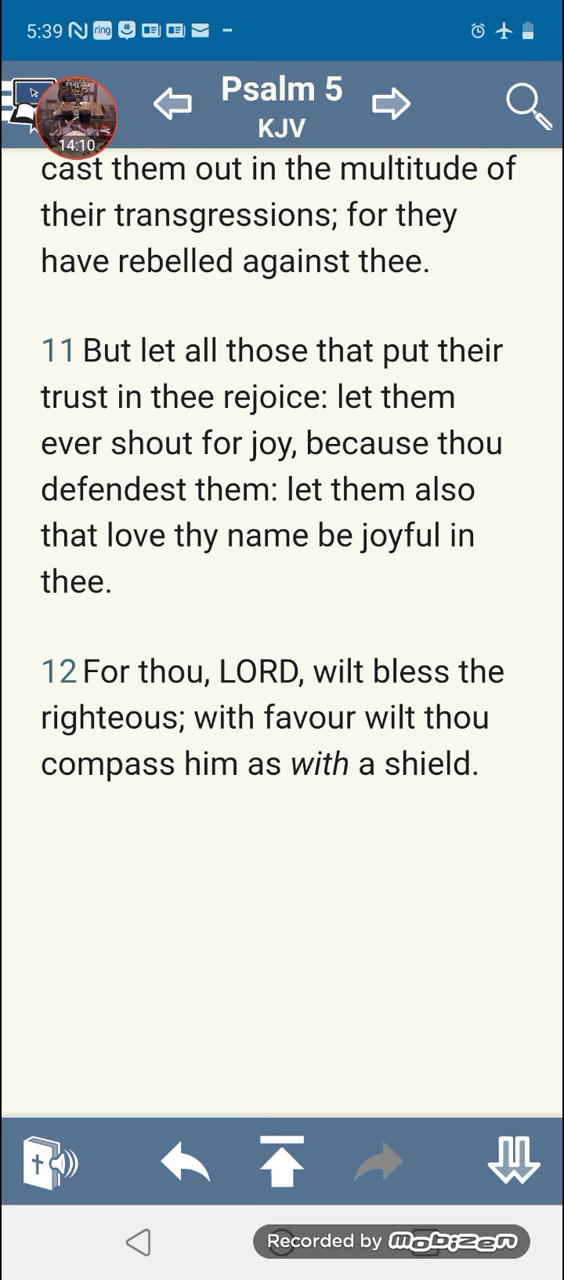 5:39
ring
Psalm 5
KJV
14:10
cast them out in the multitude of
their transgressions; for they
have rebelled against thee.
11 But let all those that put their
trust in thee rejoice: let them
ever shout for joy, because thou
defendest them: let them also
that love thy name be joyful in
thee.
12 For thou, LORD, wilt bless the
righteous; with favour wilt thou
compass him as with a shield.
Recorded by mobizen